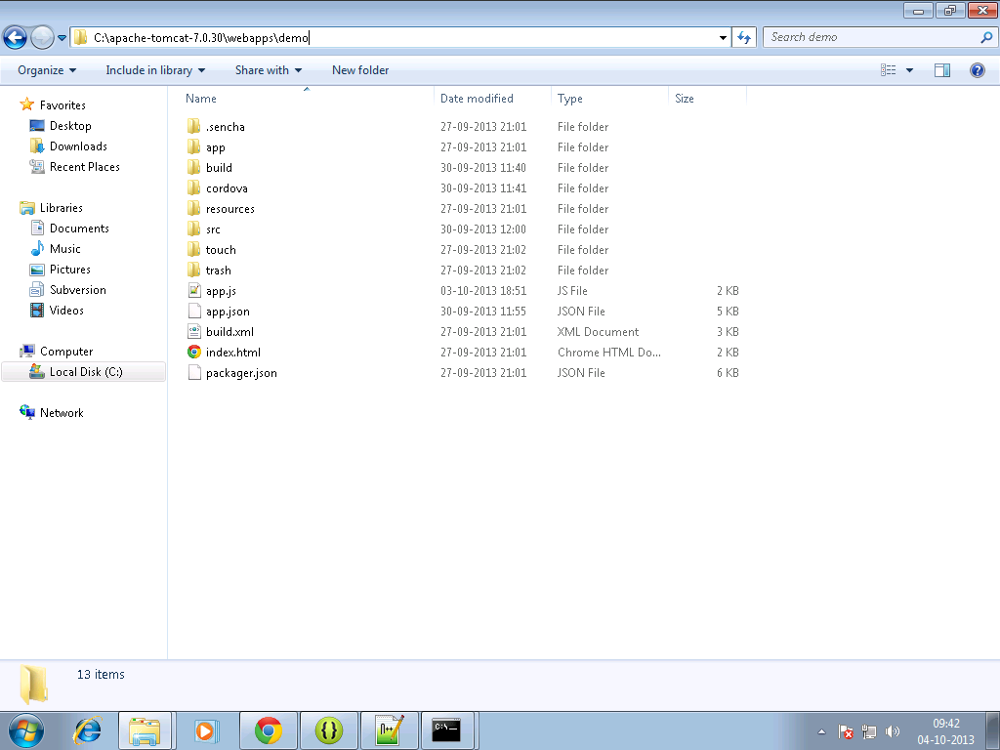 C:\apache-tomcat-7.0.30\webapps\demo
Search demo
Organize Include in library Share with New folder
Name Date modified Type Size
Favorites
Desktop
Downloads
Recent Places
Libraries
Documents
Music
Pictures
Subversion
Videos
Computer
Local Disk (C:)
Network
.sencha 27-09-2013 21:01 File folder
app 27-09-2013 21:01 File folder
build 30-09-2013 11:40 File folder
cordova 30-09-2013 11:41 File folder
resources 27-09-2013 21:01 File folder
src 30-09-2013 12:00 File folder
touch 27-09-2013 21:02 File folder
trash 27-09-2013 21:02 File folder
app.js 03-10-2013 18:51 JS File 2 KB
app.json 30-09-2013 11:55 JSON File 5 KB
build.xml 27-09-2013 21:01 XML Document 3 KB
index.html 27-09-2013 21:01 Chrome HTML Do... 2 KB
packager.json 27-09-2013 21:01 JSON File 6 KB
13 items
09:42
04-10-2013